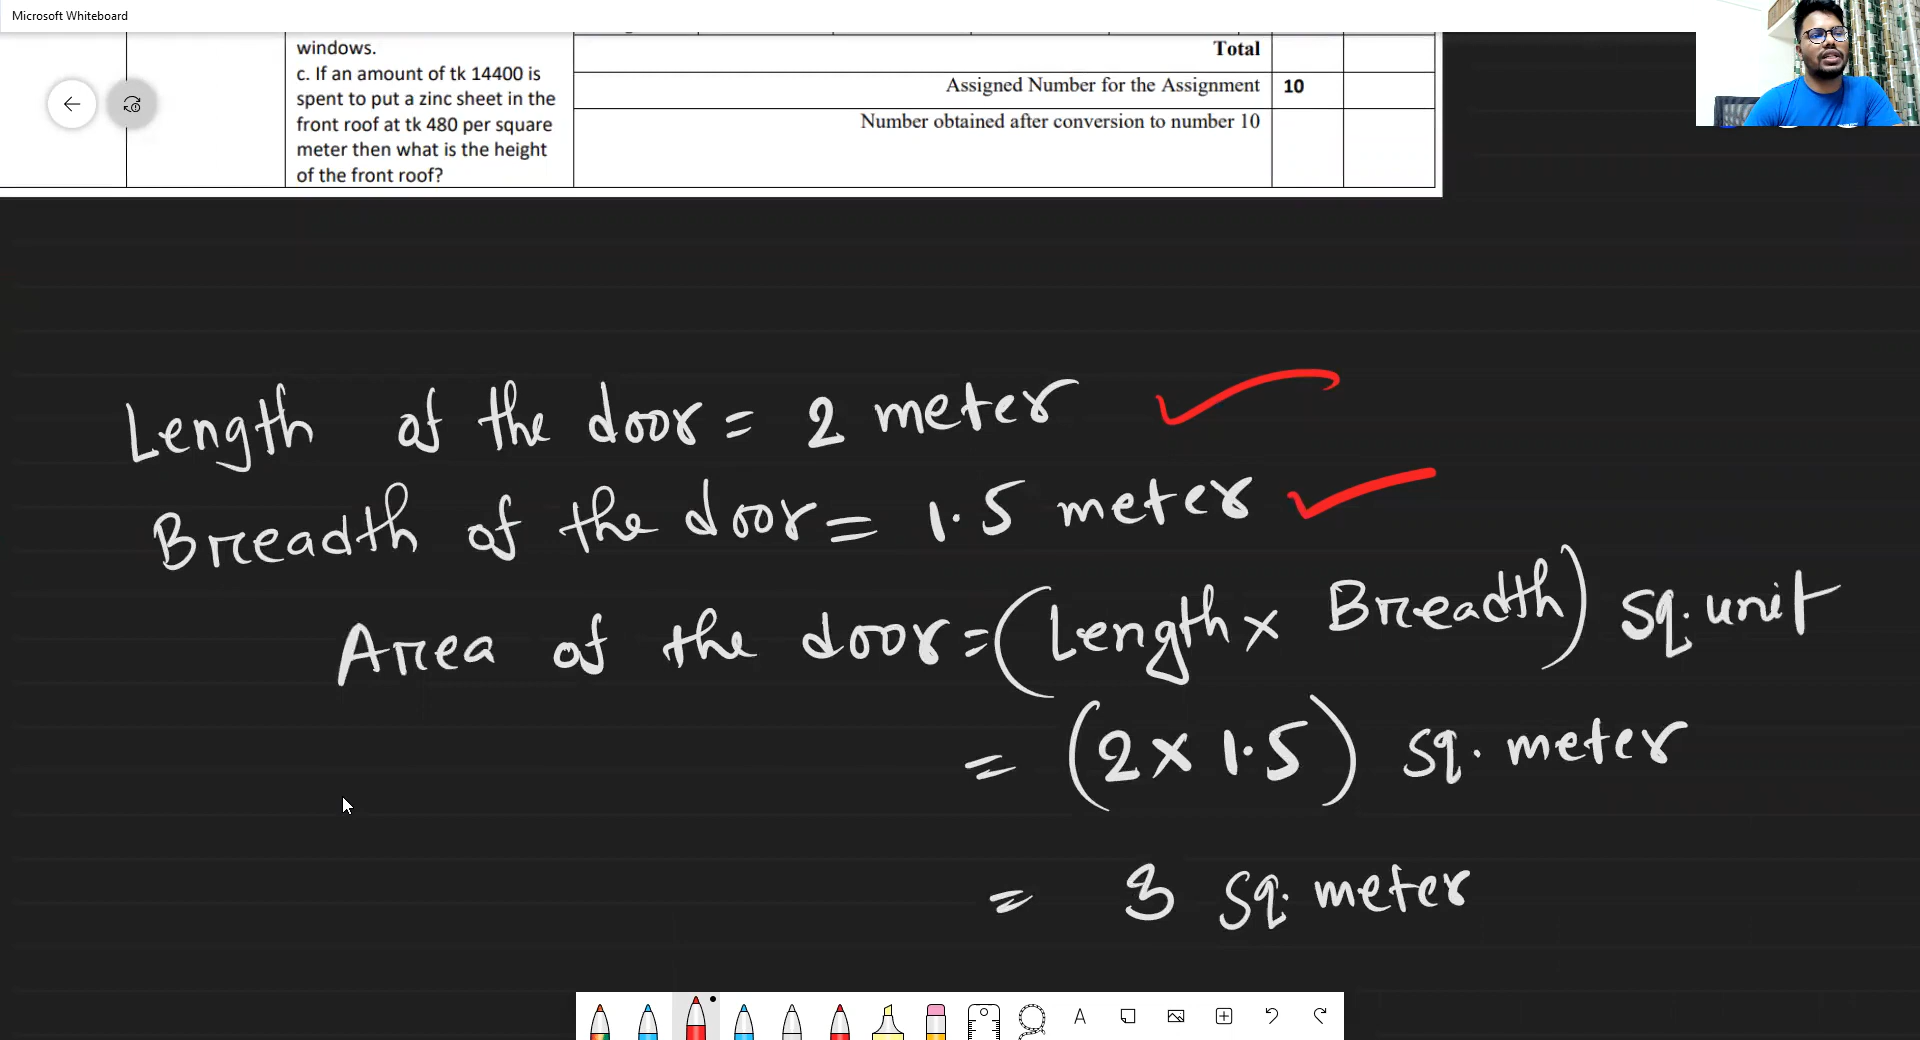 Microsoft Whiteboard
windows.
c. If an amount of tk 14400 is
spent to put a zinc sheet in the
front roof at tk 480 per square
meter then what is the height
of the front roof?
Total
Assigned Number for the Assignment 10
Number obtained after conversion to number 10
Length of the door = 2 meter
Breadth of the door = 1.5 meter
Area of the door = (Length × Breadth) sq. unit
= (2 × 1.5) sq. meter
= 3 sq. meter
A